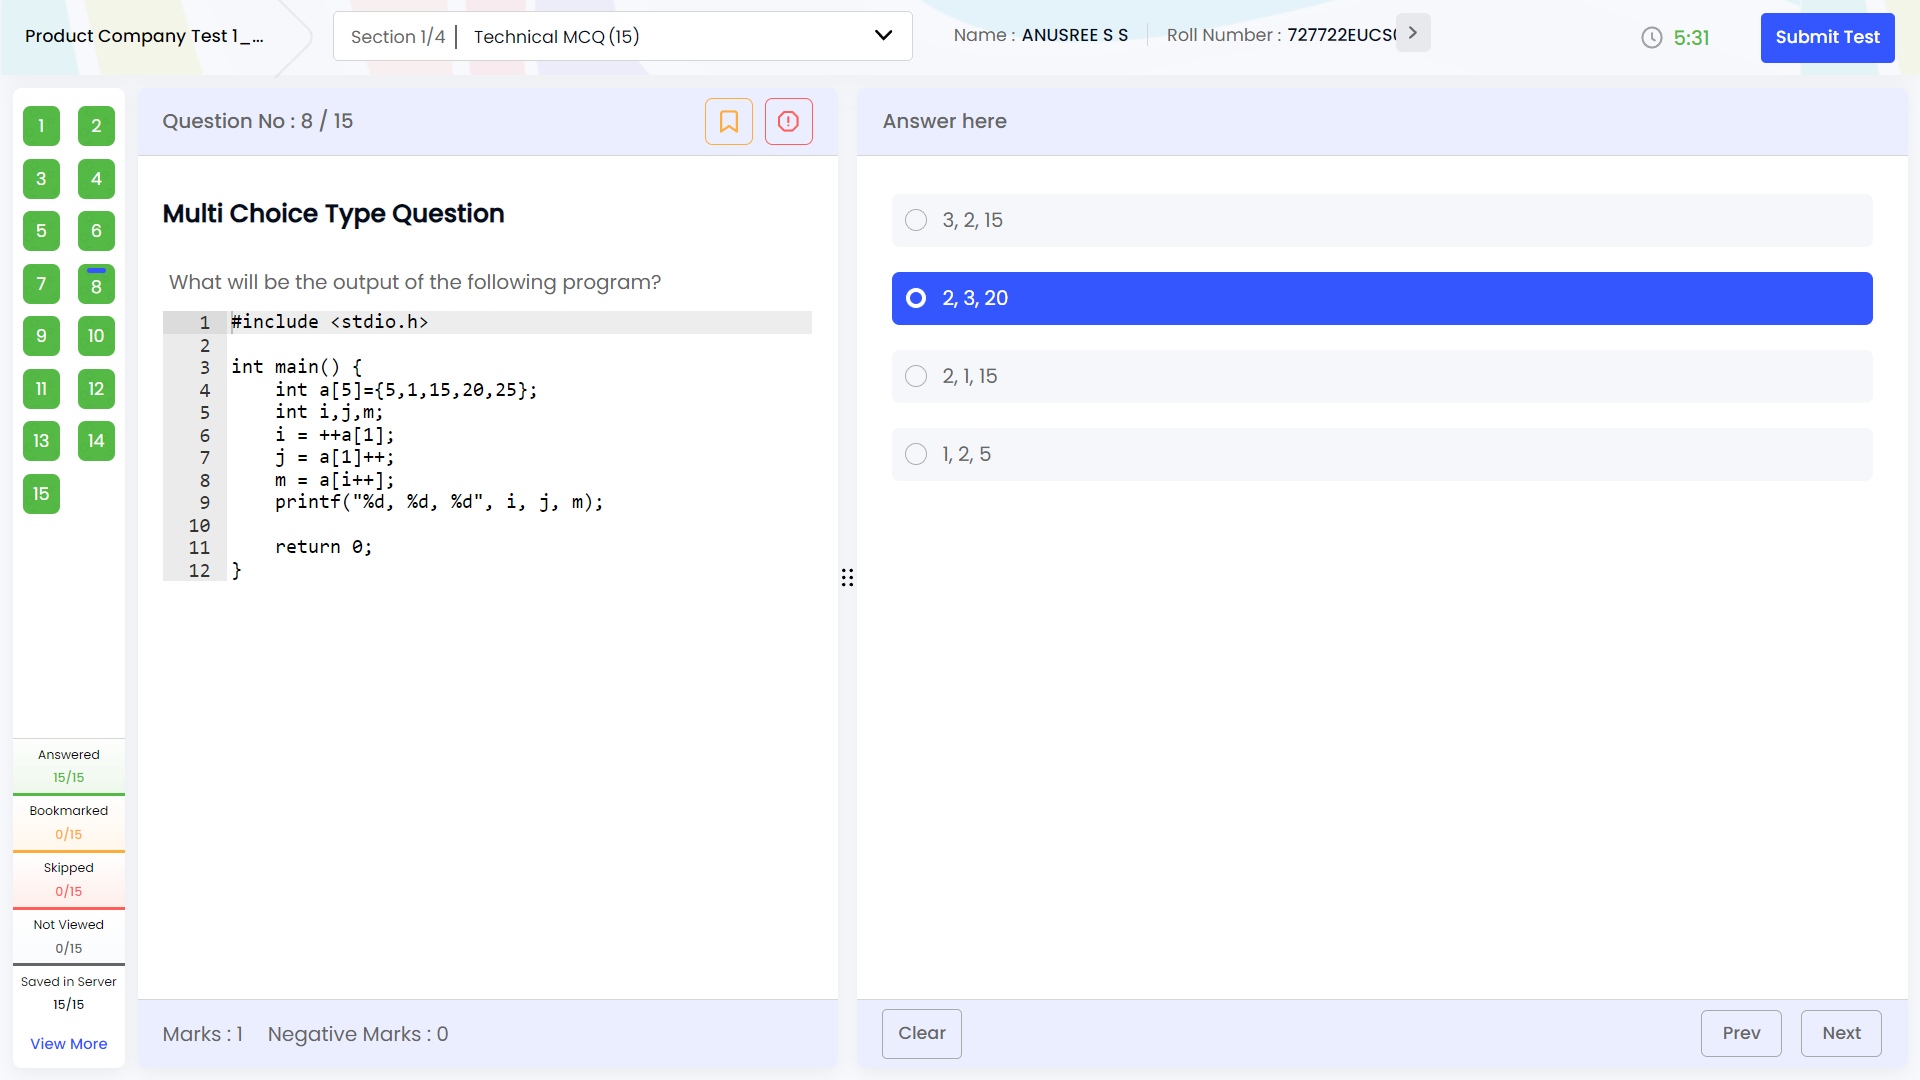 Product Company Test 1_...
Section 1/4 | Technical MCQ (15)
Name : ANUSREE S S
Roll Number : 727722EUCS
5:31
Submit Test
1 2
3 4
5 6
7 8
9 10
11 12
13 14
15
Answered
15/15
Bookmarked
0/15
Skipped
0/15
Not Viewed
0/15
Saved in Server
15/15
View More
Question No : 8 / 15
Multi Choice Type Question
What will be the output of the following program?
1 #include <stdio.h>
2
3 int main() {
4     int a[5]={5,1,15,20,25};
5     int i,j,m;
6     i = ++a[1];
7     j = a[1]++;
8     m = a[i++];
9     printf("%d, %d, %d", i, j, m);
10
11     return 0;
12 }
Marks : 1 Negative Marks : 0
Answer here
3, 2, 15
2, 3, 20
2, 1, 15
1, 2, 5
Clear
Prev
Next